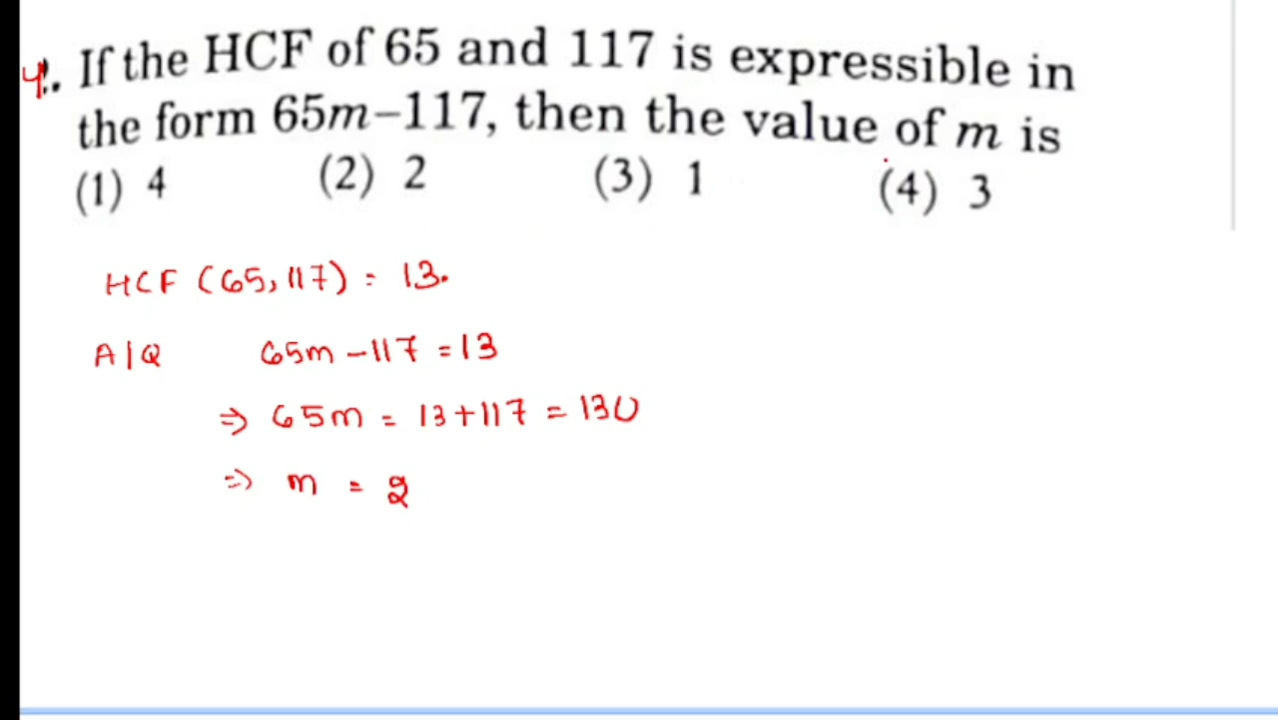 4. If the HCF of 65 and 117 is expressible in
the form 65m–117, then the value of m is
(1) 4 (2) 2 (3) 1 (4) 3
HCF (65, 117) = 13.
A|Q 65m – 117 = 13
⇒ 65m = 13 + 117 = 130
⇒ m = 2